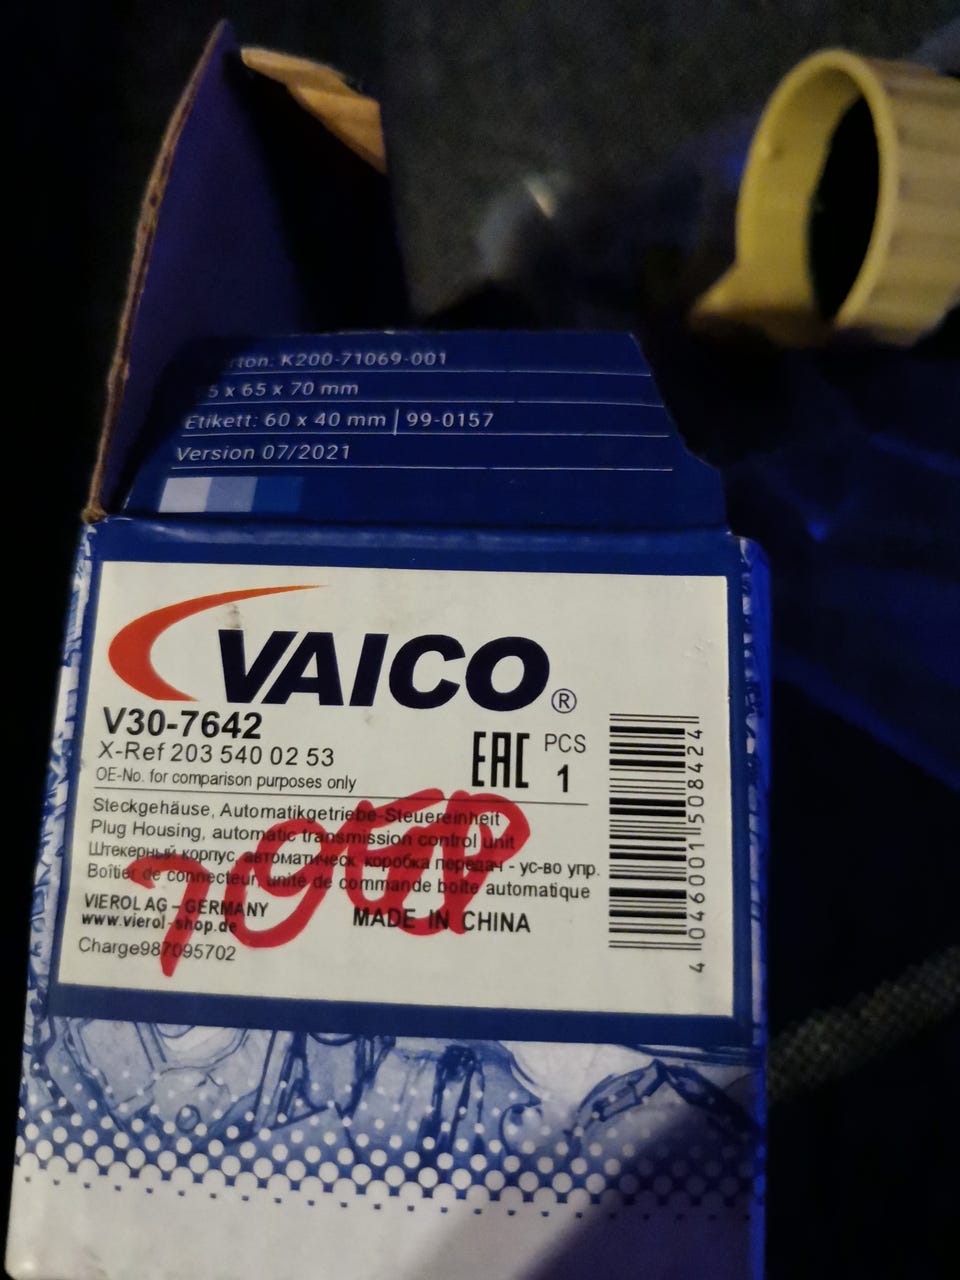 K200-71069-001
5 x 65 x 70 mm
Etikett: 60 x 40 mm | 99-0157
Version 07/2021
VAICO®
V30-7642
X-Ref 203 540 02 53
OE-No. for comparison purposes only
EAC PCS
1
Steckgehäuse, Automatikgetriebe-Steuereinheit
Plug Housing, automatic transmission control unit
Штекерный корпус, автоматическ коробка передач - ус-во упр.
Boîtier de connecteur, unité de commande boîte automatique
VIEROL AG - GERMANY
www.vierol-shop.de
MADE IN CHINA
Charge987095702
4 046001 508424